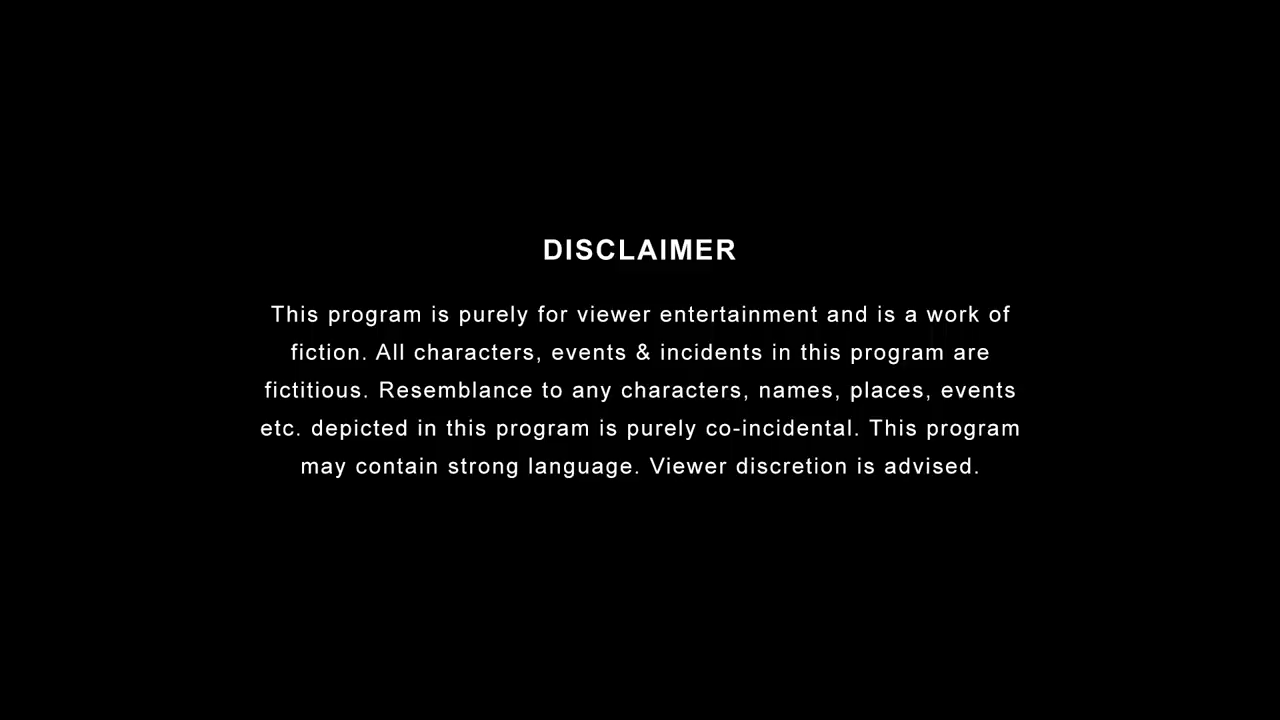 DISCLAIMER
This program is purely for viewer entertainment and is a work of
fiction. All characters, events & incidents in this program are
fictitious. Resemblance to any characters, names, places, events
etc. depicted in this program is purely co-incidental. This program
may contain strong language. Viewer discretion is advised.